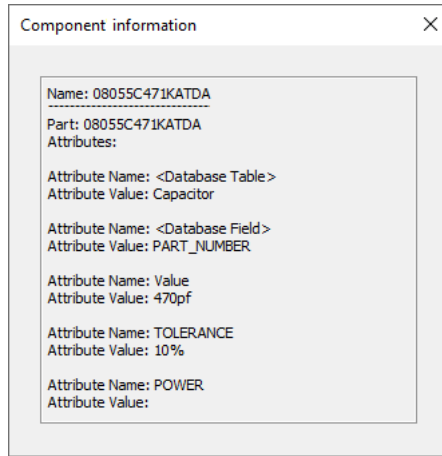 Component information
Name: 08055C471KATDA
-------------------------------
Part: 08055C471KATDA
Attributes:
Attribute Name: <Database Table>
Attribute Value: Capacitor
Attribute Name: <Database Field>
Attribute Value: PART_NUMBER
Attribute Name: Value
Attribute Value: 470pf
Attribute Name: TOLERANCE
Attribute Value: 10%
Attribute Name: POWER
Attribute Value: